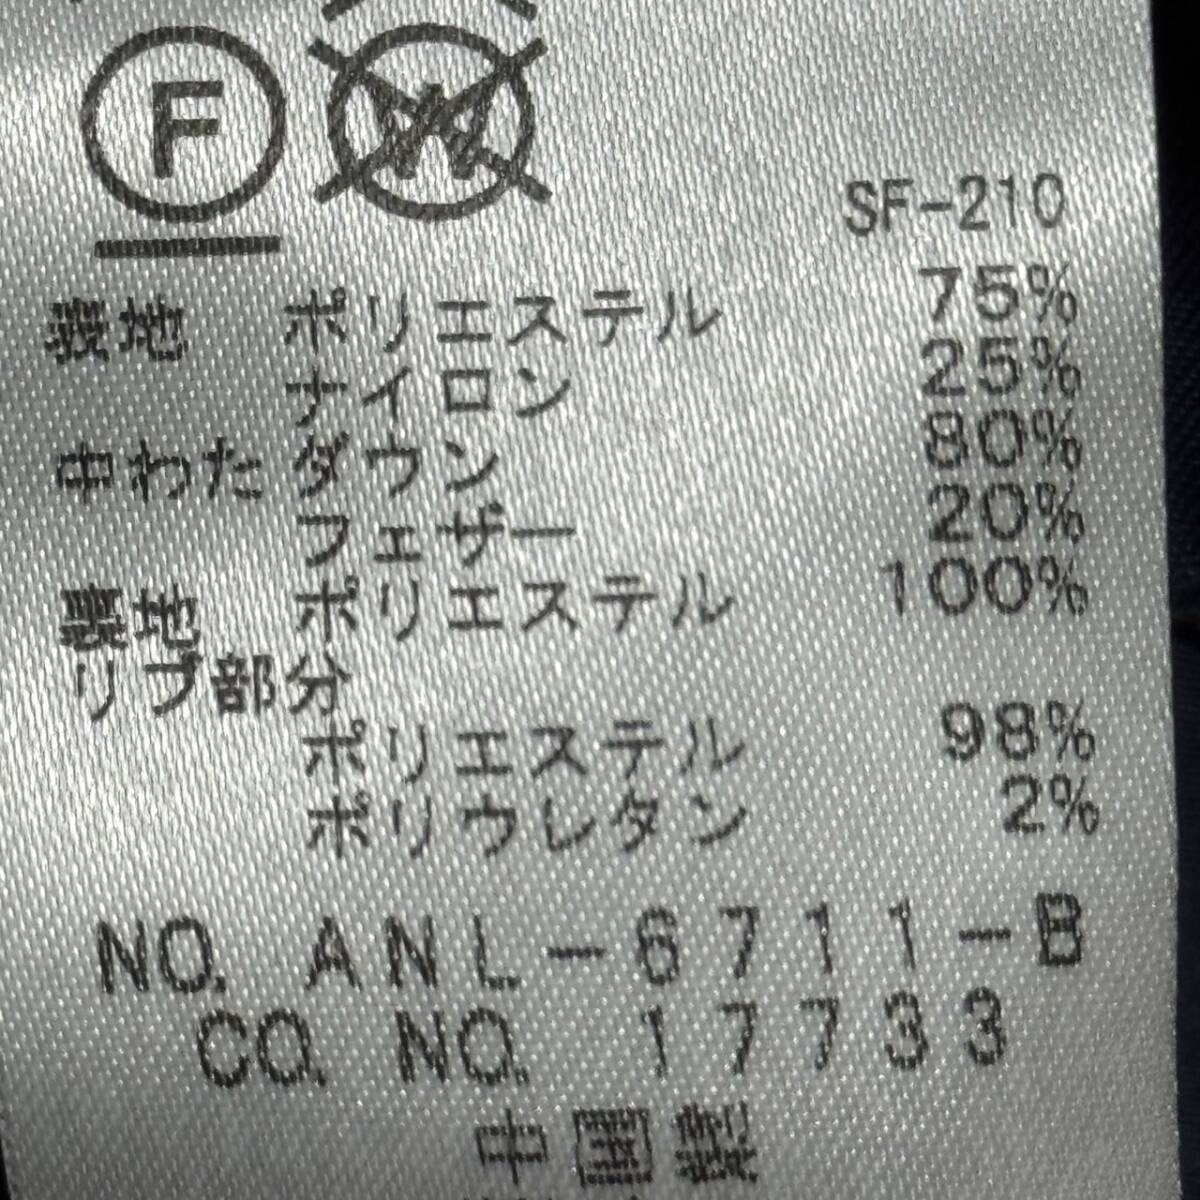 F W
SF-210
表地 ポリエステル 75%
ナイロン 25%
中わた ダウン 80%
フェザー 20%
裏地 ポリエステル 100%
リブ部分
ポリエステル 98%
ポリウレタン 2%
NO. ANL-6711-B
CO. NO. 17733
中国製